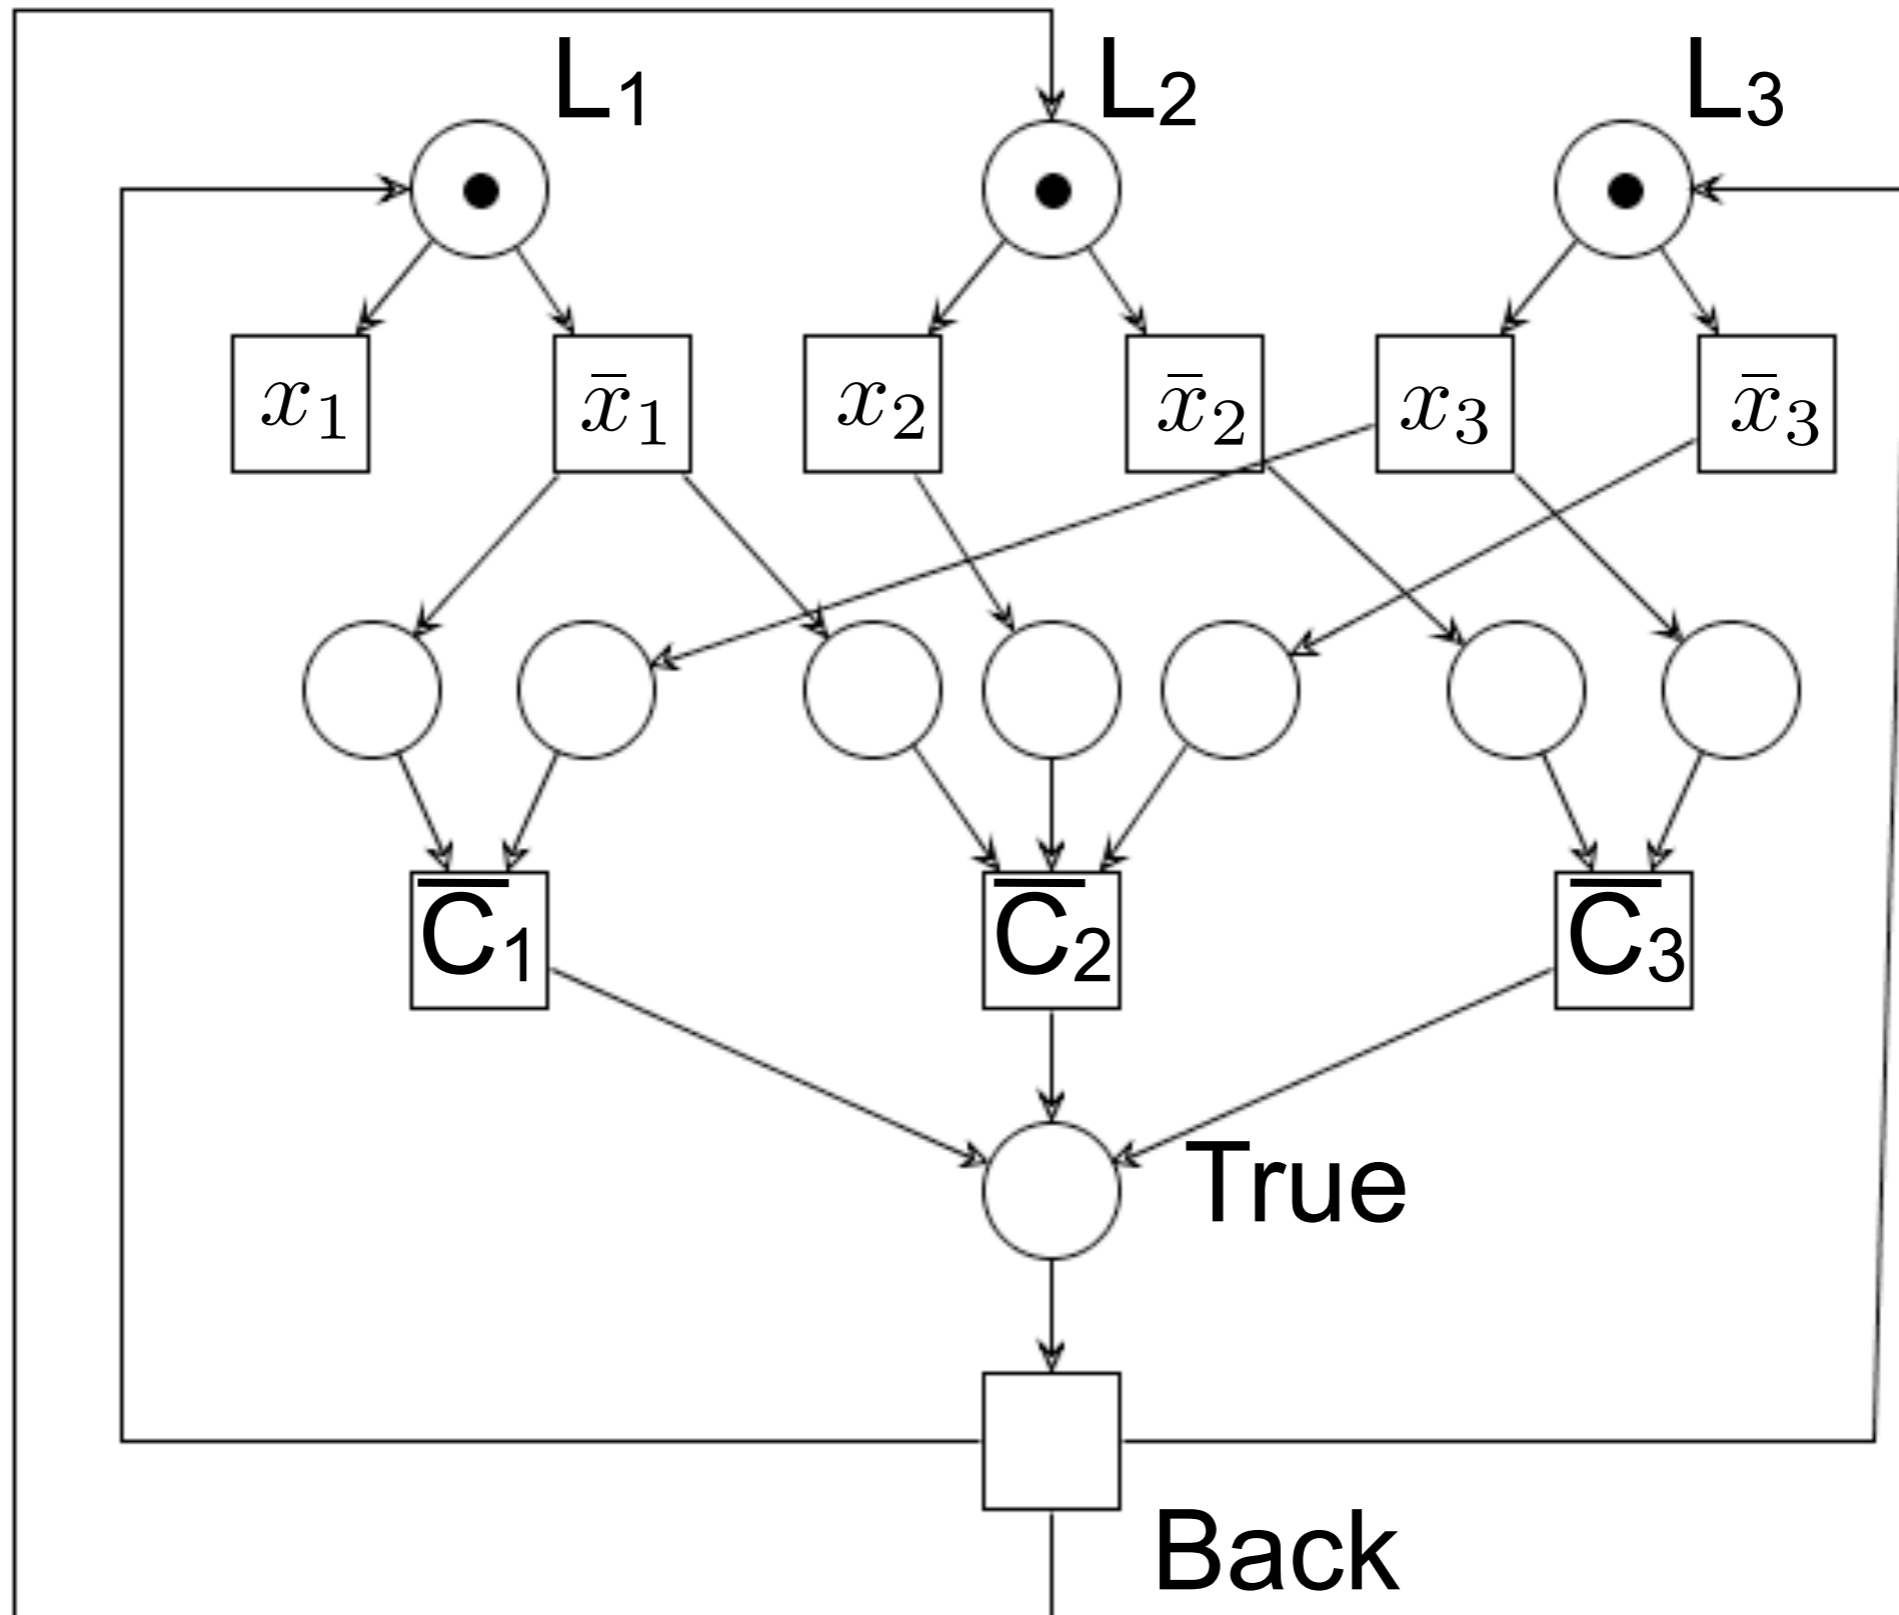 L₁ L₂ L₃
x₁ x̄₁ x₂ x̄₂ x₃ x̄₃
C̅₁ C̅₂ C̅₃
True
Back